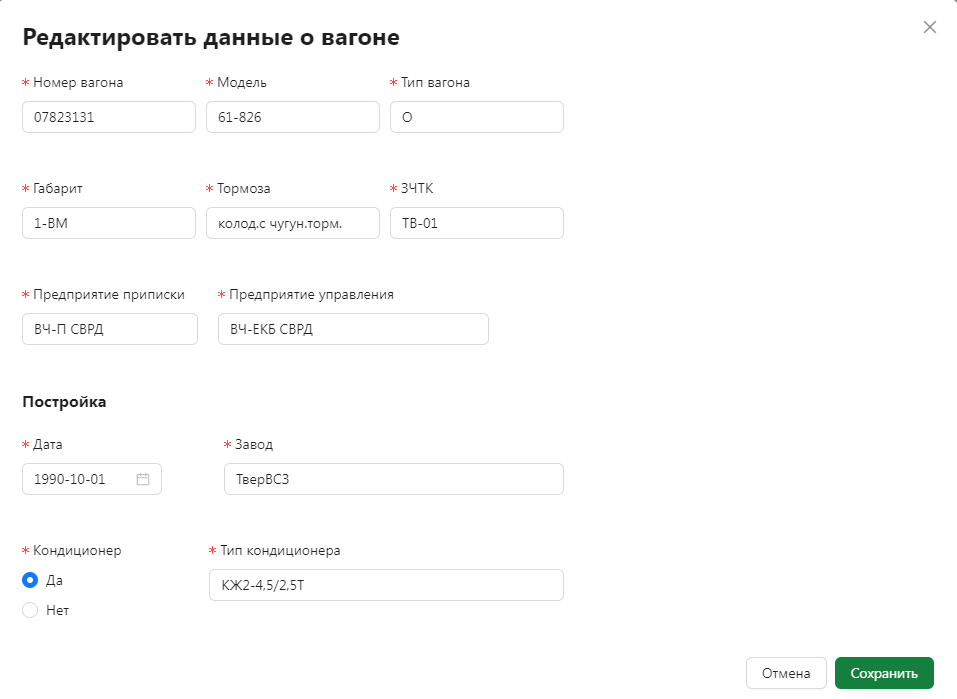 Редактировать данные о вагоне
* Номер вагона * Модель * Тип вагона
07823131 61-826 О
* Габарит * Тормоза * ЗЧТК
1-ВМ колод.с чугун.торм. ТВ-01
* Предприятие приписки * Предприятие управления
ВЧ-П СВРД ВЧ-ЕКБ СВРД
Постройка
* Дата * Завод
1990-10-01 ТверВСЗ
* Кондиционер * Тип кондиционера
Да КЖ2-4,5/2,5Т
Нет
Отмена Сохранить